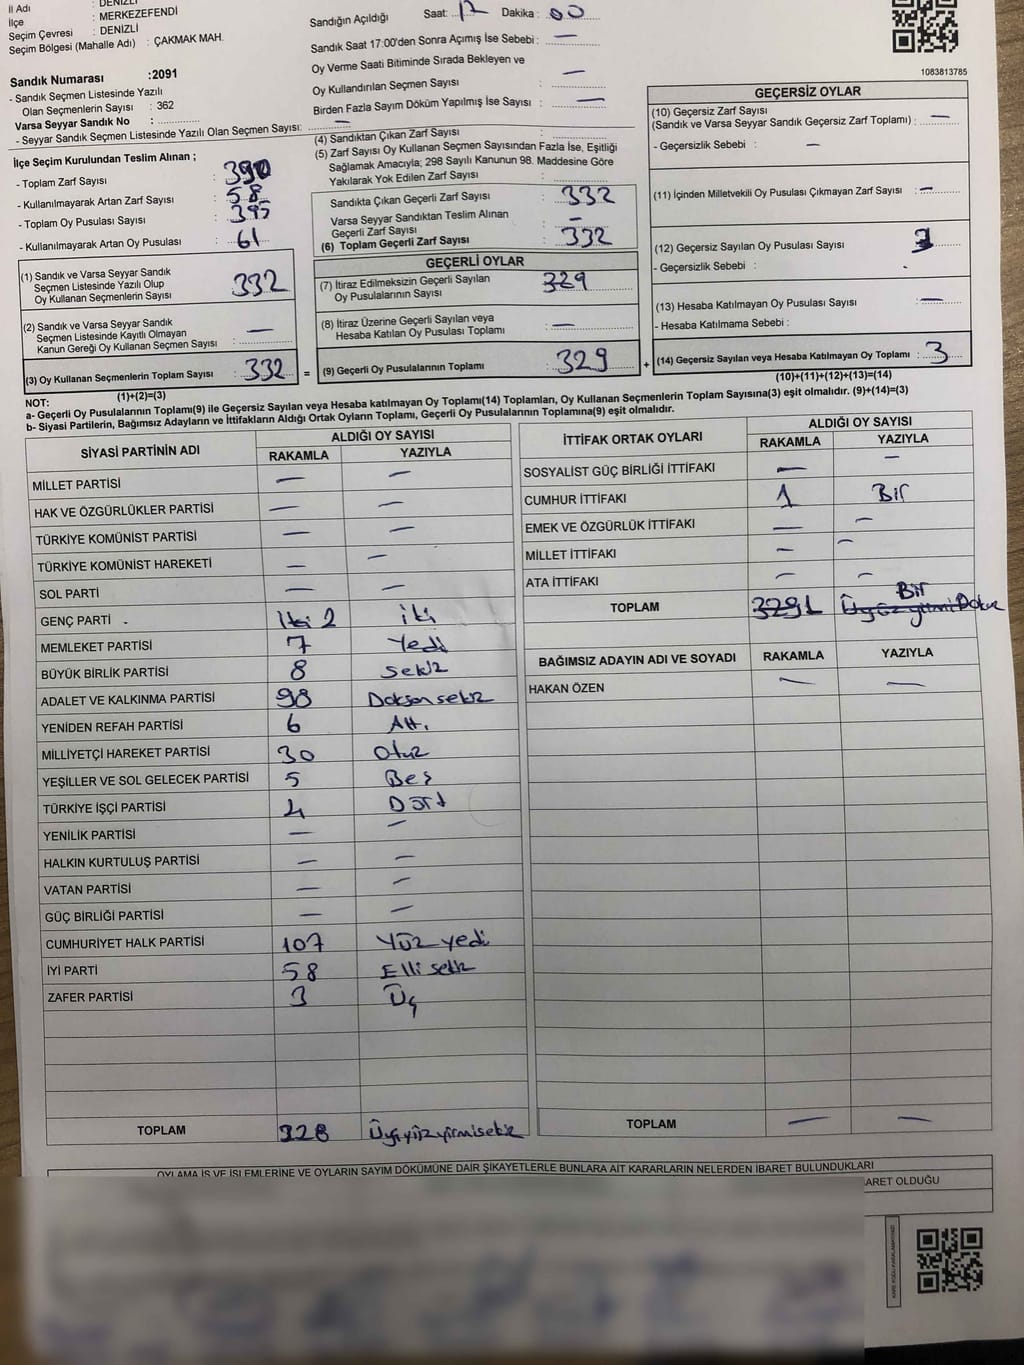 İl Adı : DENİZLİ
İlçe : MERKEZEFENDİ
Seçim Çevresi : DENİZLİ
Seçim Bölgesi (Mahalle Adı) : ÇAKMAK MAH.
Sandık Numarası :2091
- Sandık Seçmen Listesinde Yazılı
Olan Seçmenlerin Sayısı : 362
Varsa Seyyar Sandık No : —
- Seyyar Sandık Seçmen Listesinde Yazılı Olan Seçmen Sayısı: —
Sandığın Açıldığı Saat: 17 Dakika : 00
Sandık Saat 17:00'den Sonra Açımış İse Sebebi : —
Oy Verme Saati Bitiminde Sırada Bekleyen ve
Oy Kullandırılan Seçmen Sayısı : —
Birden Fazla Sayım Döküm Yapılmış İse Sayısı : —
(4) Sandıktan Çıkan Zarf Sayısı :
(5) Zarf Sayısı Oy Kullanan Seçmen Sayısından Fazla İse, Eşitliği
Sağlamak Amacıyla; 298 Sayılı Kanunun 98. Maddesine Göre
Yakılarak Yok Edilen Zarf Sayısı :
Sandıkta Çıkan Geçerli Zarf Sayısı : 332
Varsa Seyyar Sandıktan Teslim Alınan
Geçerli Zarf Sayısı : —
(6) Toplam Geçerli Zarf Sayısı : 332
İlçe Seçim Kurulundan Teslim Alınan ;
- Toplam Zarf Sayısı : 390
- Kullanılmayarak Artan Zarf Sayısı : 58
- Toplam Oy Pusulası Sayısı : 395
- Kullanılmayarak Artan Oy Pusulası : 61
(1) Sandık ve Varsa Seyyar Sandık
Seçmen Listesinde Yazılı Olup
Oy Kullanan Seçmenlerin Sayısı : 332
(2) Sandık ve Varsa Seyyar Sandık
Seçmen Listesinde Kayıtlı Olmayan
Kanun Gereği Oy Kullanan Seçmen Sayısı : —
(3) Oy Kullanan Seçmenlerin Toplam Sayısı : 332 =
(1)+(2)=(3)
GEÇERLİ OYLAR
(7) İtiraz Edilmeksizin Geçerli Sayılan
Oy Pusulalarının Sayısı : 329
(8) İtiraz Üzerine Geçerli Sayılan veya
Hesaba Katılan Oy Pusulası Toplamı : —
(9) Geçerli Oy Pusulalarının Toplamı : 329 +
1083813785
GEÇERSİZ OYLAR
(10) Geçersiz Zarf Sayısı
(Sandık ve Varsa Seyyar Sandık Geçersiz Zarf Toplamı) : —
- Geçersizlik Sebebi : —
(11) İçinden Milletvekili Oy Pusulası Çıkmayan Zarf Sayısı : —
(12) Geçersiz Sayılan Oy Pusulası Sayısı : 3
- Geçersizlik Sebebi :
(13) Hesaba Katılmayan Oy Pusulası Sayısı : —
- Hesaba Katılmama Sebebi :
(14) Geçersiz Sayılan veya Hesaba Katılmayan Oy Toplamı : 3
(10)+(11)+(12)+(13)=(14)
NOT:
a- Geçerli Oy Pusulalarının Toplamı(9) ile Geçersiz Sayılan veya Hesaba katılmayan Oy Toplamı(14) Toplamları, Oy Kullanan Seçmenlerin Toplam Sayısına(3) eşit olmalıdır. (9)+(14)=(3)
b- Siyasi Partilerin, Bağımsız Adayların ve İttifakların Aldığı Ortak Oyların Toplamı, Geçerli Oy Pusulalarının Toplamına(9) eşit olmalıdır.
SİYASİ PARTİNİN ADI ALDIĞI OY SAYISI
RAKAMLA YAZIYLA
MİLLET PARTİSİ — —
HAK VE ÖZGÜRLÜKLER PARTİSİ — —
TÜRKİYE KOMÜNİST PARTİSİ — —
TÜRKİYE KOMÜNİST HAREKETİ — —
SOL PARTİ — —
GENÇ PARTİ İki 2 iki
MEMLEKET PARTİSİ 7 Yedi
BÜYÜK BİRLİK PARTİSİ 8 Sekiz
ADALET VE KALKINMA PARTİSİ 98 Doksan sekiz
YENİDEN REFAH PARTİSİ 6 Altı
MİLLİYETÇİ HAREKET PARTİSİ 30 Otuz
YEŞİLLER VE SOL GELECEK PARTİSİ 5 Beş
TÜRKİYE İŞÇİ PARTİSİ 4 Dört
YENİLİK PARTİSİ — —
HALKIN KURTULUŞ PARTİSİ — —
VATAN PARTİSİ — —
GÜÇ BİRLİĞİ PARTİSİ — —
CUMHURİYET HALK PARTİSİ 107 Yüz yedi
İYİ PARTİ 58 Elli sekiz
ZAFER PARTİSİ 3 Üç
TOPLAM 328 Üçyüzyirmisekiz
İTTİFAK ORTAK OYLARI ALDIĞI OY SAYISI
RAKAMLA YAZIYLA
SOSYALİST GÜÇ BİRLİĞİ İTTİFAKI — —
CUMHUR İTTİFAKI 1 Bir
EMEK VE ÖZGÜRLÜK İTTİFAKI — —
MİLLET İTTİFAKI — —
ATA İTTİFAKI — —
TOPLAM 329 1 Üçyüzyirmi Dokuz Bir
BAĞIMSIZ ADAYIN ADI VE SOYADI RAKAMLA YAZIYLA
HAKAN ÖZEN — —
TOPLAM — —
OYLAMA İŞ VE İŞLEMLERİNE VE OYLARIN SAYIM DÖKÜMÜNE DAİR ŞİKAYETLERLE BUNLARA AİT KARARLARIN NELERDEN İBARET BULUNDUKLARI
ARET OLDUĞU